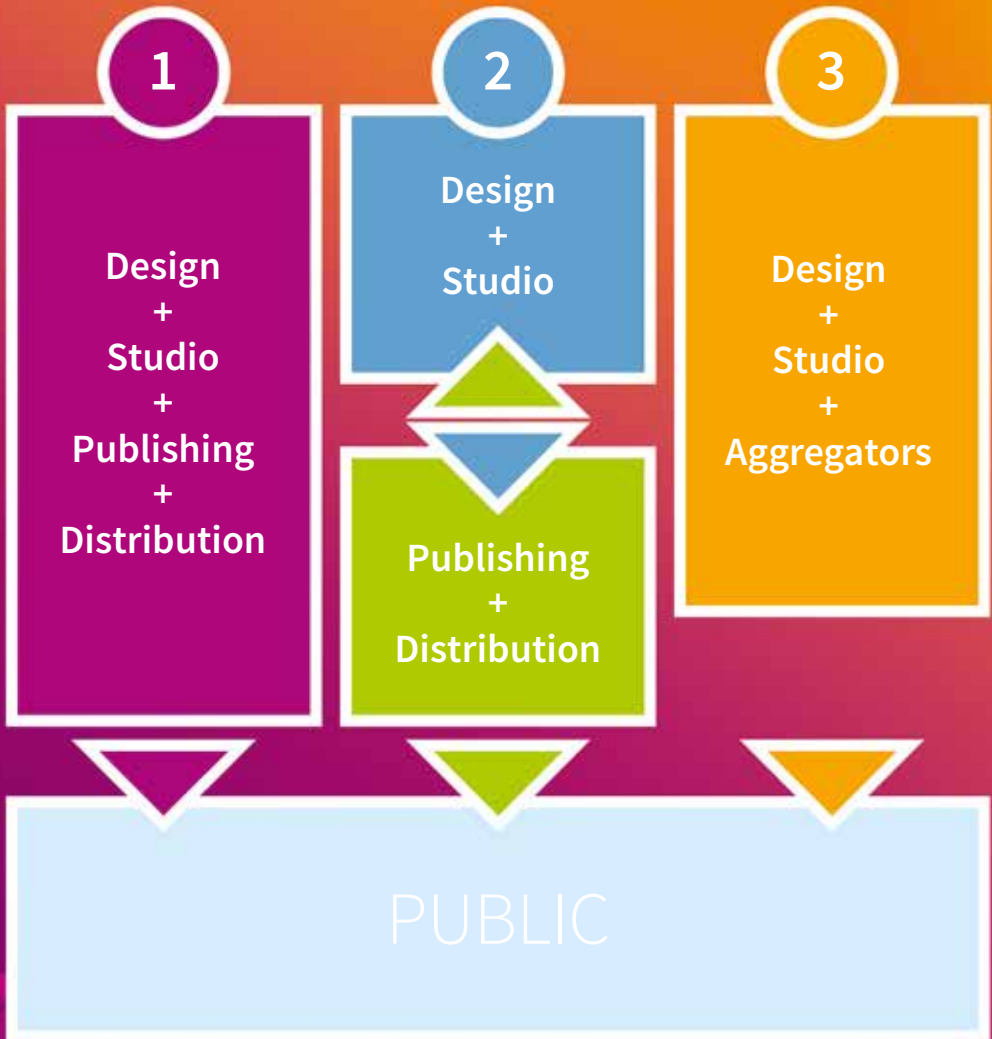 1
Design
+
Studio
+
Publishing
+
Distribution
2
Design
+
Studio
Publishing
+
Distribution
3
Design
+
Studio
+
Aggregators
PUBLIC